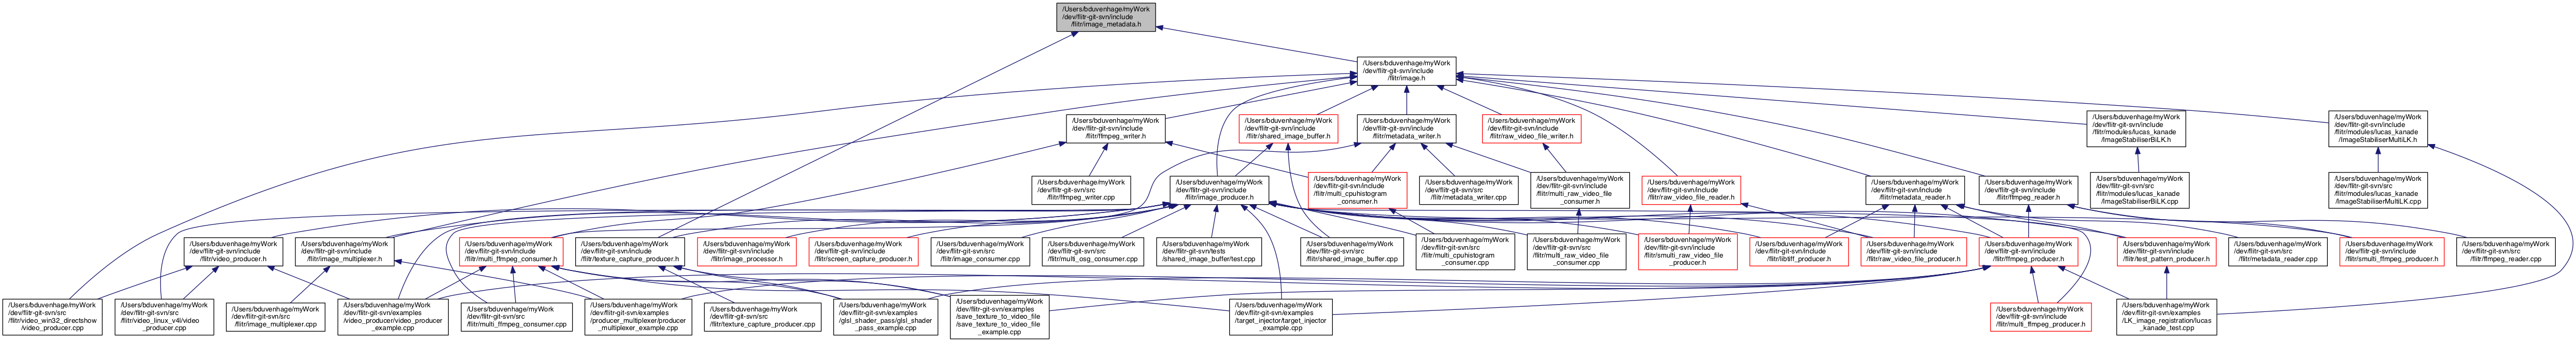 /Users/bduvenhage/myWork
/dev/flitr-git-svn/include
/flitr/image_metadata.h
/Users/bduvenhage/myWork
/dev/flitr-git-svn/include
/flitr/image.h
/Users/bduvenhage/myWork
/dev/flitr-git-svn/include
/flitr/ffmpeg_writer.h
/Users/bduvenhage/myWork
/dev/flitr-git-svn/include
/flitr/shared_image_buffer.h
/Users/bduvenhage/myWork
/dev/flitr-git-svn/include
/flitr/metadata_writer.h
/Users/bduvenhage/myWork
/dev/flitr-git-svn/include
/flitr/raw_video_file_writer.h
/Users/bduvenhage/myWork
/dev/flitr-git-svn/include
/flitr/modules/lucas_kanade
/ImageStabiliserBiLK.h
/Users/bduvenhage/myWork
/dev/flitr-git-svn/include
/flitr/modules/lucas_kanade
/ImageStabiliserMultiLK.h
/Users/bduvenhage/myWork
/dev/flitr-git-svn/src
/flitr/ffmpeg_writer.cpp
/Users/bduvenhage/myWork
/dev/flitr-git-svn/include
/flitr/image_producer.h
/Users/bduvenhage/myWork
/dev/flitr-git-svn/include
/flitr/multi_cpuhistogram
_consumer.h
/Users/bduvenhage/myWork
/dev/flitr-git-svn/src
/flitr/metadata_writer.cpp
/Users/bduvenhage/myWork
/dev/flitr-git-svn/include
/flitr/multi_raw_video_file
_consumer.h
/Users/bduvenhage/myWork
/dev/flitr-git-svn/include
/flitr/raw_video_file_reader.h
/Users/bduvenhage/myWork
/dev/flitr-git-svn/include
/flitr/metadata_reader.h
/Users/bduvenhage/myWork
/dev/flitr-git-svn/include
/flitr/ffmpeg_reader.h
/Users/bduvenhage/myWork
/dev/flitr-git-svn/src
/flitr/modules/lucas_kanade
/ImageStabiliserBiLK.cpp
/Users/bduvenhage/myWork
/dev/flitr-git-svn/src
/flitr/modules/lucas_kanade
/ImageStabiliserMultiLK.cpp
/Users/bduvenhage/myWork
/dev/flitr-git-svn/include
/flitr/video_producer.h
/Users/bduvenhage/myWork
/dev/flitr-git-svn/include
/flitr/image_multiplexer.h
/Users/bduvenhage/myWork
/dev/flitr-git-svn/include
/flitr/multi_ffmpeg_consumer.h
/Users/bduvenhage/myWork
/dev/flitr-git-svn/include
/flitr/texture_capture_producer.h
/Users/bduvenhage/myWork
/dev/flitr-git-svn/include
/flitr/image_processor.h
/Users/bduvenhage/myWork
/dev/flitr-git-svn/include
/flitr/screen_capture_producer.h
/Users/bduvenhage/myWork
/dev/flitr-git-svn/src
/flitr/image_consumer.cpp
/Users/bduvenhage/myWork
/dev/flitr-git-svn/src
/flitr/multi_osg_consumer.cpp
/Users/bduvenhage/myWork
/dev/flitr-git-svn/tests
/shared_image_buffer/test.cpp
/Users/bduvenhage/myWork
/dev/flitr-git-svn/src
/flitr/shared_image_buffer.cpp
/Users/bduvenhage/myWork
/dev/flitr-git-svn/src
/flitr/multi_cpuhistogram
_consumer.cpp
/Users/bduvenhage/myWork
/dev/flitr-git-svn/src
/flitr/multi_raw_video_file
_consumer.cpp
/Users/bduvenhage/myWork
/dev/flitr-git-svn/include
/flitr/smulti_raw_video_file
_producer.h
/Users/bduvenhage/myWork
/dev/flitr-git-svn/include
/flitr/libtiff_producer.h
/Users/bduvenhage/myWork
/dev/flitr-git-svn/include
/flitr/raw_video_file_producer.h
/Users/bduvenhage/myWork
/dev/flitr-git-svn/include
/flitr/ffmpeg_producer.h
/Users/bduvenhage/myWork
/dev/flitr-git-svn/include
/flitr/test_pattern_producer.h
/Users/bduvenhage/myWork
/dev/flitr-git-svn/src
/flitr/metadata_reader.cpp
/Users/bduvenhage/myWork
/dev/flitr-git-svn/include
/flitr/smulti_ffmpeg_producer.h
/Users/bduvenhage/myWork
/dev/flitr-git-svn/src
/flitr/ffmpeg_reader.cpp
/Users/bduvenhage/myWork
/dev/flitr-git-svn/src
/flitr/video_win32_directshow
/video_producer.cpp
/Users/bduvenhage/myWork
/dev/flitr-git-svn/src
/flitr/video_linux_v4l/video
_producer.cpp
/Users/bduvenhage/myWork
/dev/flitr-git-svn/src
/flitr/image_multiplexer.cpp
/Users/bduvenhage/myWork
/dev/flitr-git-svn/examples
/video_producer/video_producer
_example.cpp
/Users/bduvenhage/myWork
/dev/flitr-git-svn/src
/flitr/multi_ffmpeg_consumer.cpp
/Users/bduvenhage/myWork
/dev/flitr-git-svn/examples
/producer_multiplexer/producer
_multiplexer_example.cpp
/Users/bduvenhage/myWork
/dev/flitr-git-svn/src
/flitr/texture_capture_producer.cpp
/Users/bduvenhage/myWork
/dev/flitr-git-svn/examples
/glsl_shader_pass/glsl_shader
_pass_example.cpp
/Users/bduvenhage/myWork
/dev/flitr-git-svn/examples
/save_texture_to_video_file
/save_texture_to_video_file
_example.cpp
/Users/bduvenhage/myWork
/dev/flitr-git-svn/examples
/target_injector/target_injector
_example.cpp
/Users/bduvenhage/myWork
/dev/flitr-git-svn/include
/flitr/multi_ffmpeg_producer.h
/Users/bduvenhage/myWork
/dev/flitr-git-svn/examples
/LK_image_registration/lucas
_kanade_test.cpp